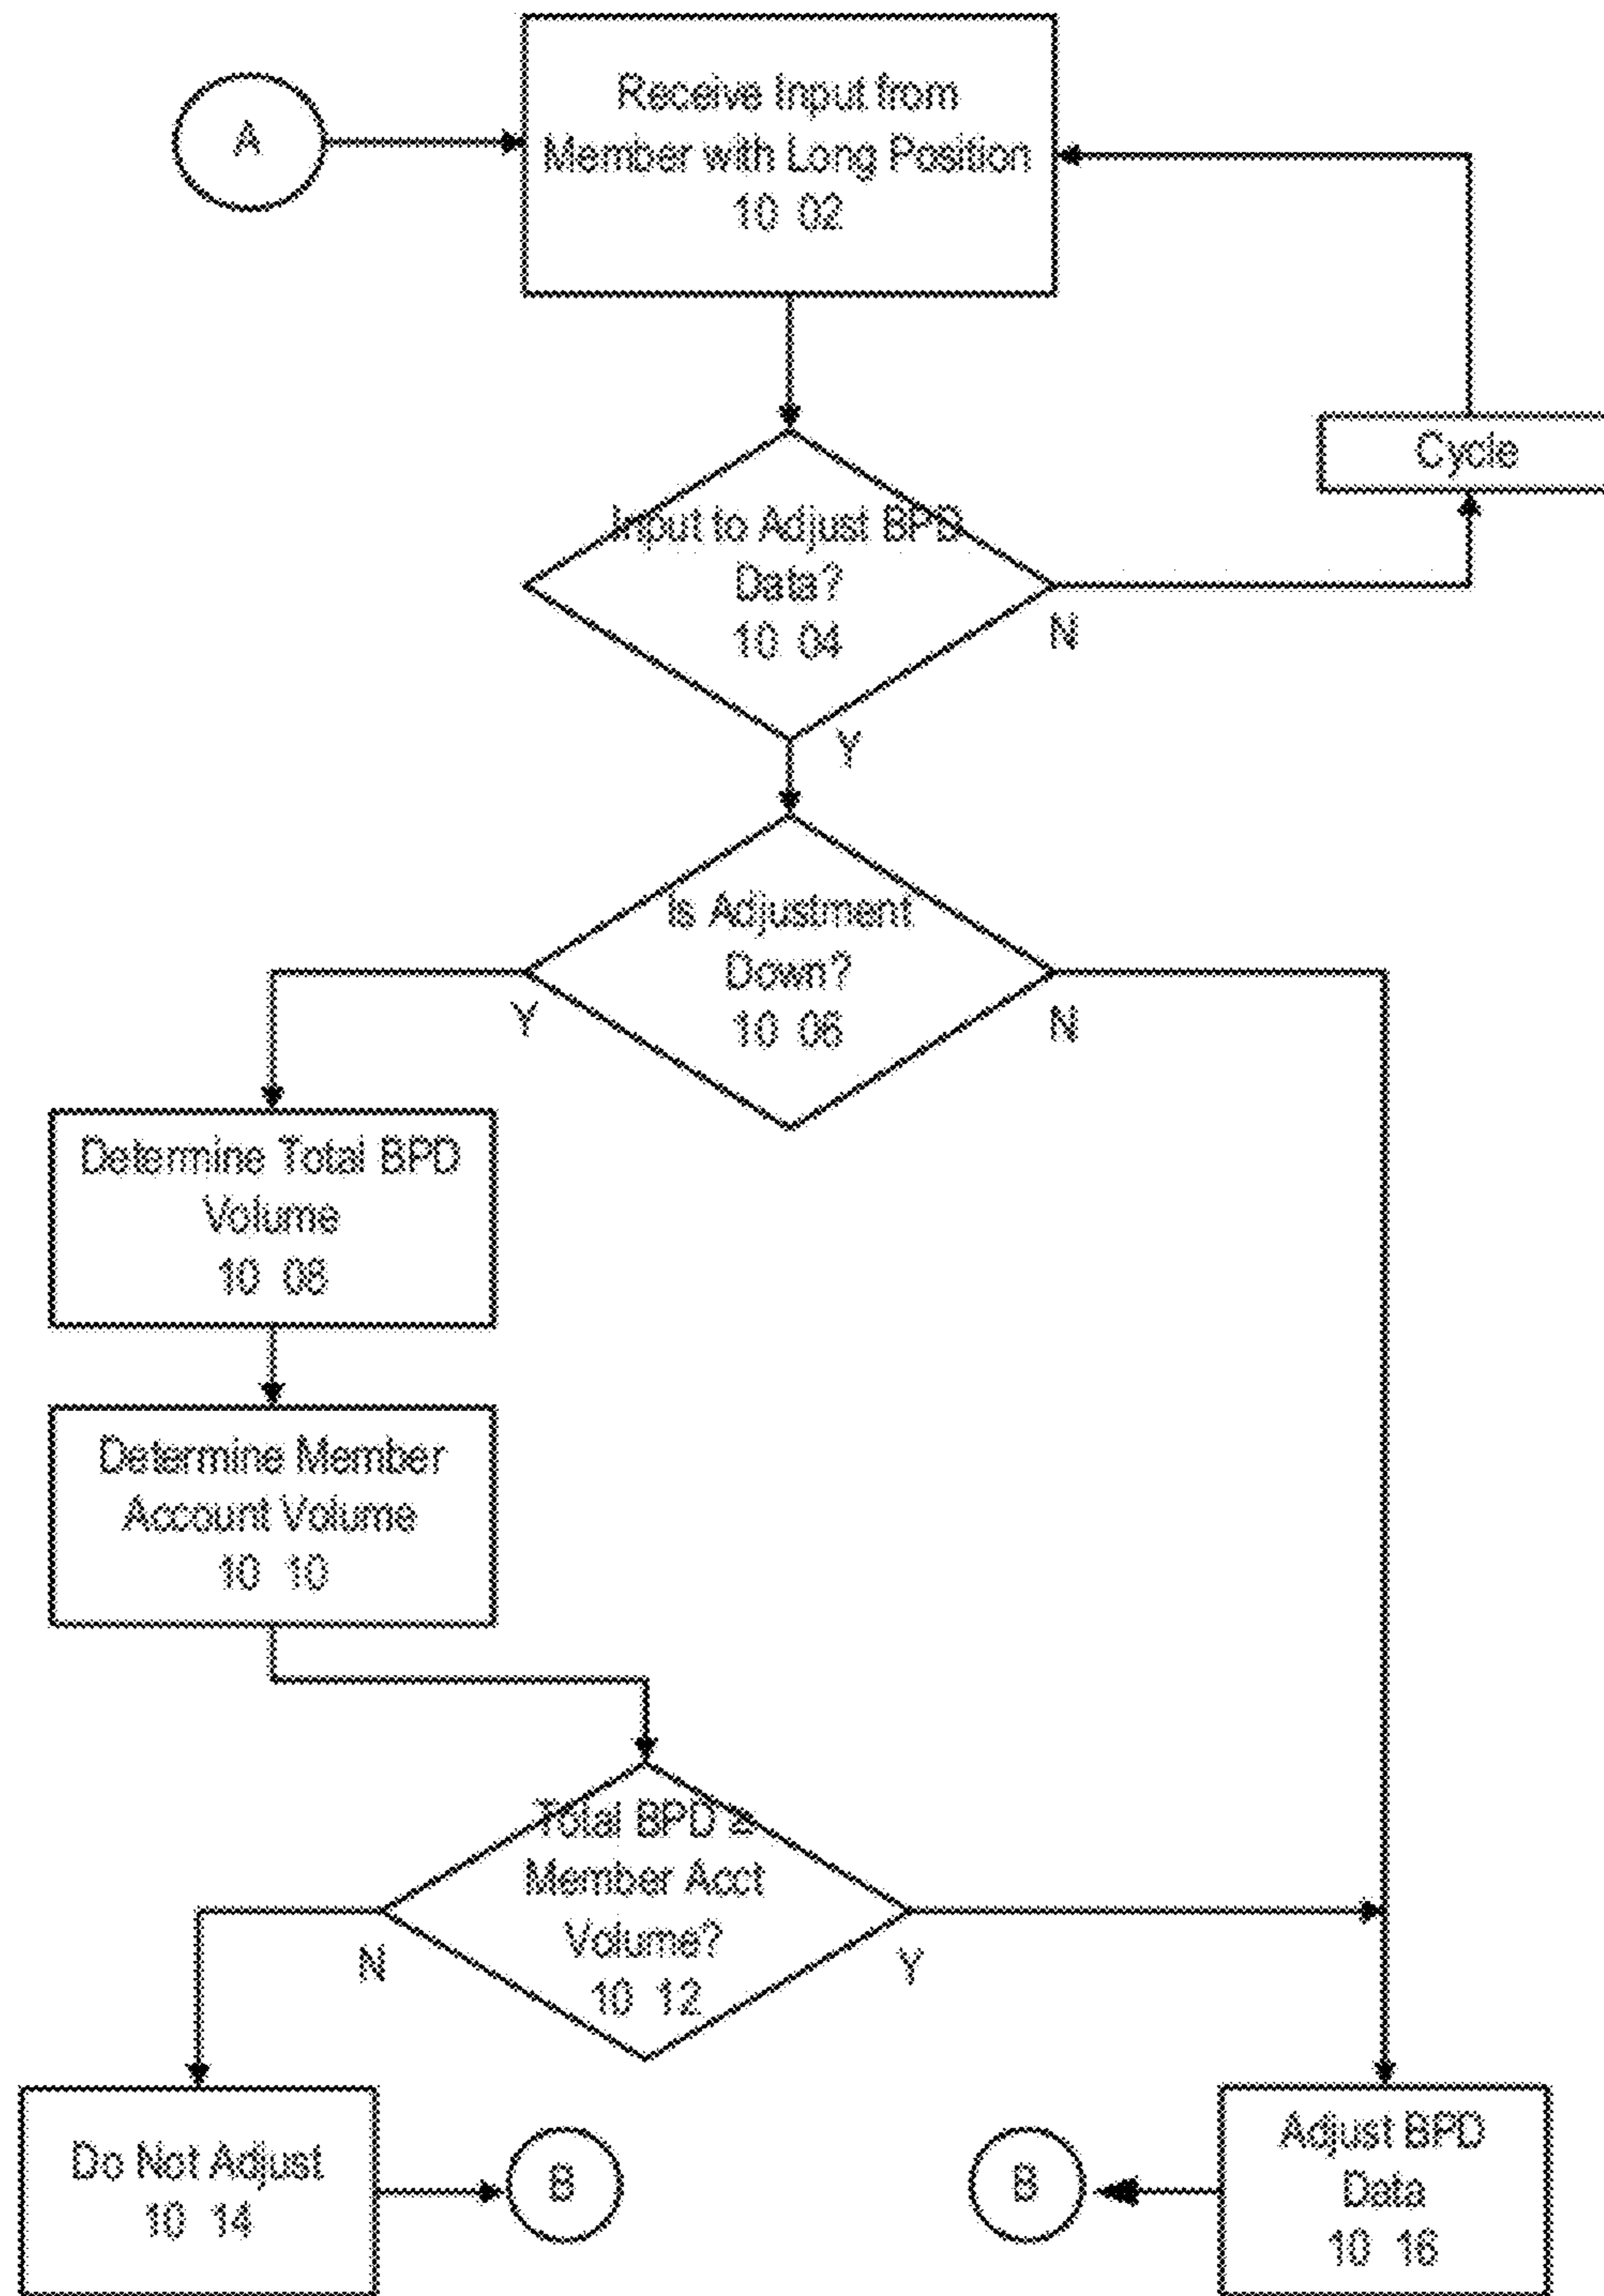 A
Receive Input from
Member with Long Position
10 02
Cycle
Input to Adjust BPD
Data?
10 04
N
Y
Is Adjustment
Down?
10 06
Y
N
Determine Total BPD
Volume
10 08
Determine Member
Account Volume
10 10
Total BPD ≥
Member Acct
Volume?
10 12
N
Y
Do Not Adjust
10 14
B
B
Adjust BPD
Data
10 16